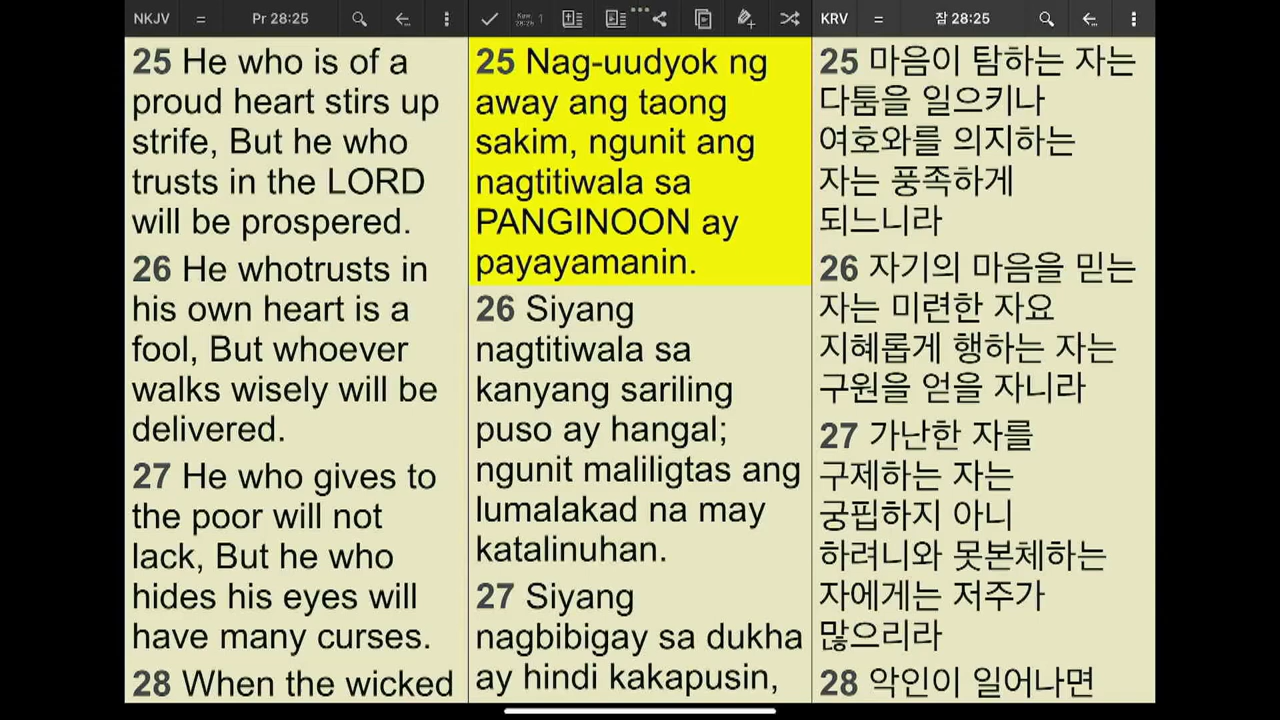 NKJV = Pr 28:25
25 He who is of a
proud heart stirs up
strife, But he who
trusts in the LORD
will be prospered.
26 He whotrusts in
his own heart is a
fool, But whoever
walks wisely will be
delivered.
27 He who gives to
the poor will not
lack, But he who
hides his eyes will
have many curses.
28 When the wicked
25 Nag-uudyok ng
away ang taong
sakim, ngunit ang
nagtitiwala sa
PANGINOON ay
payayamanin.
26 Siyang
nagtitiwala sa
kanyang sariling
puso ay hangal;
ngunit maliligtas ang
lumalakad na may
katalinuhan.
27 Siyang
nagbibigay sa dukha
ay hindi kakapusin,
KRV = 잠 28:25
25 마음이 탐하는 자는
다툼을 일으키나
여호와를 의지하는
자는 풍족하게
되느니라
26 자기의 마음을 믿는
자는 미련한 자요
지혜롭게 행하는 자는
구원을 얻을 자니라
27 가난한 자를
구제하는 자는
궁핍하지 아니
하려니와 못본체하는
자에게는 저주가
많으리라
28 악인이 일어나면